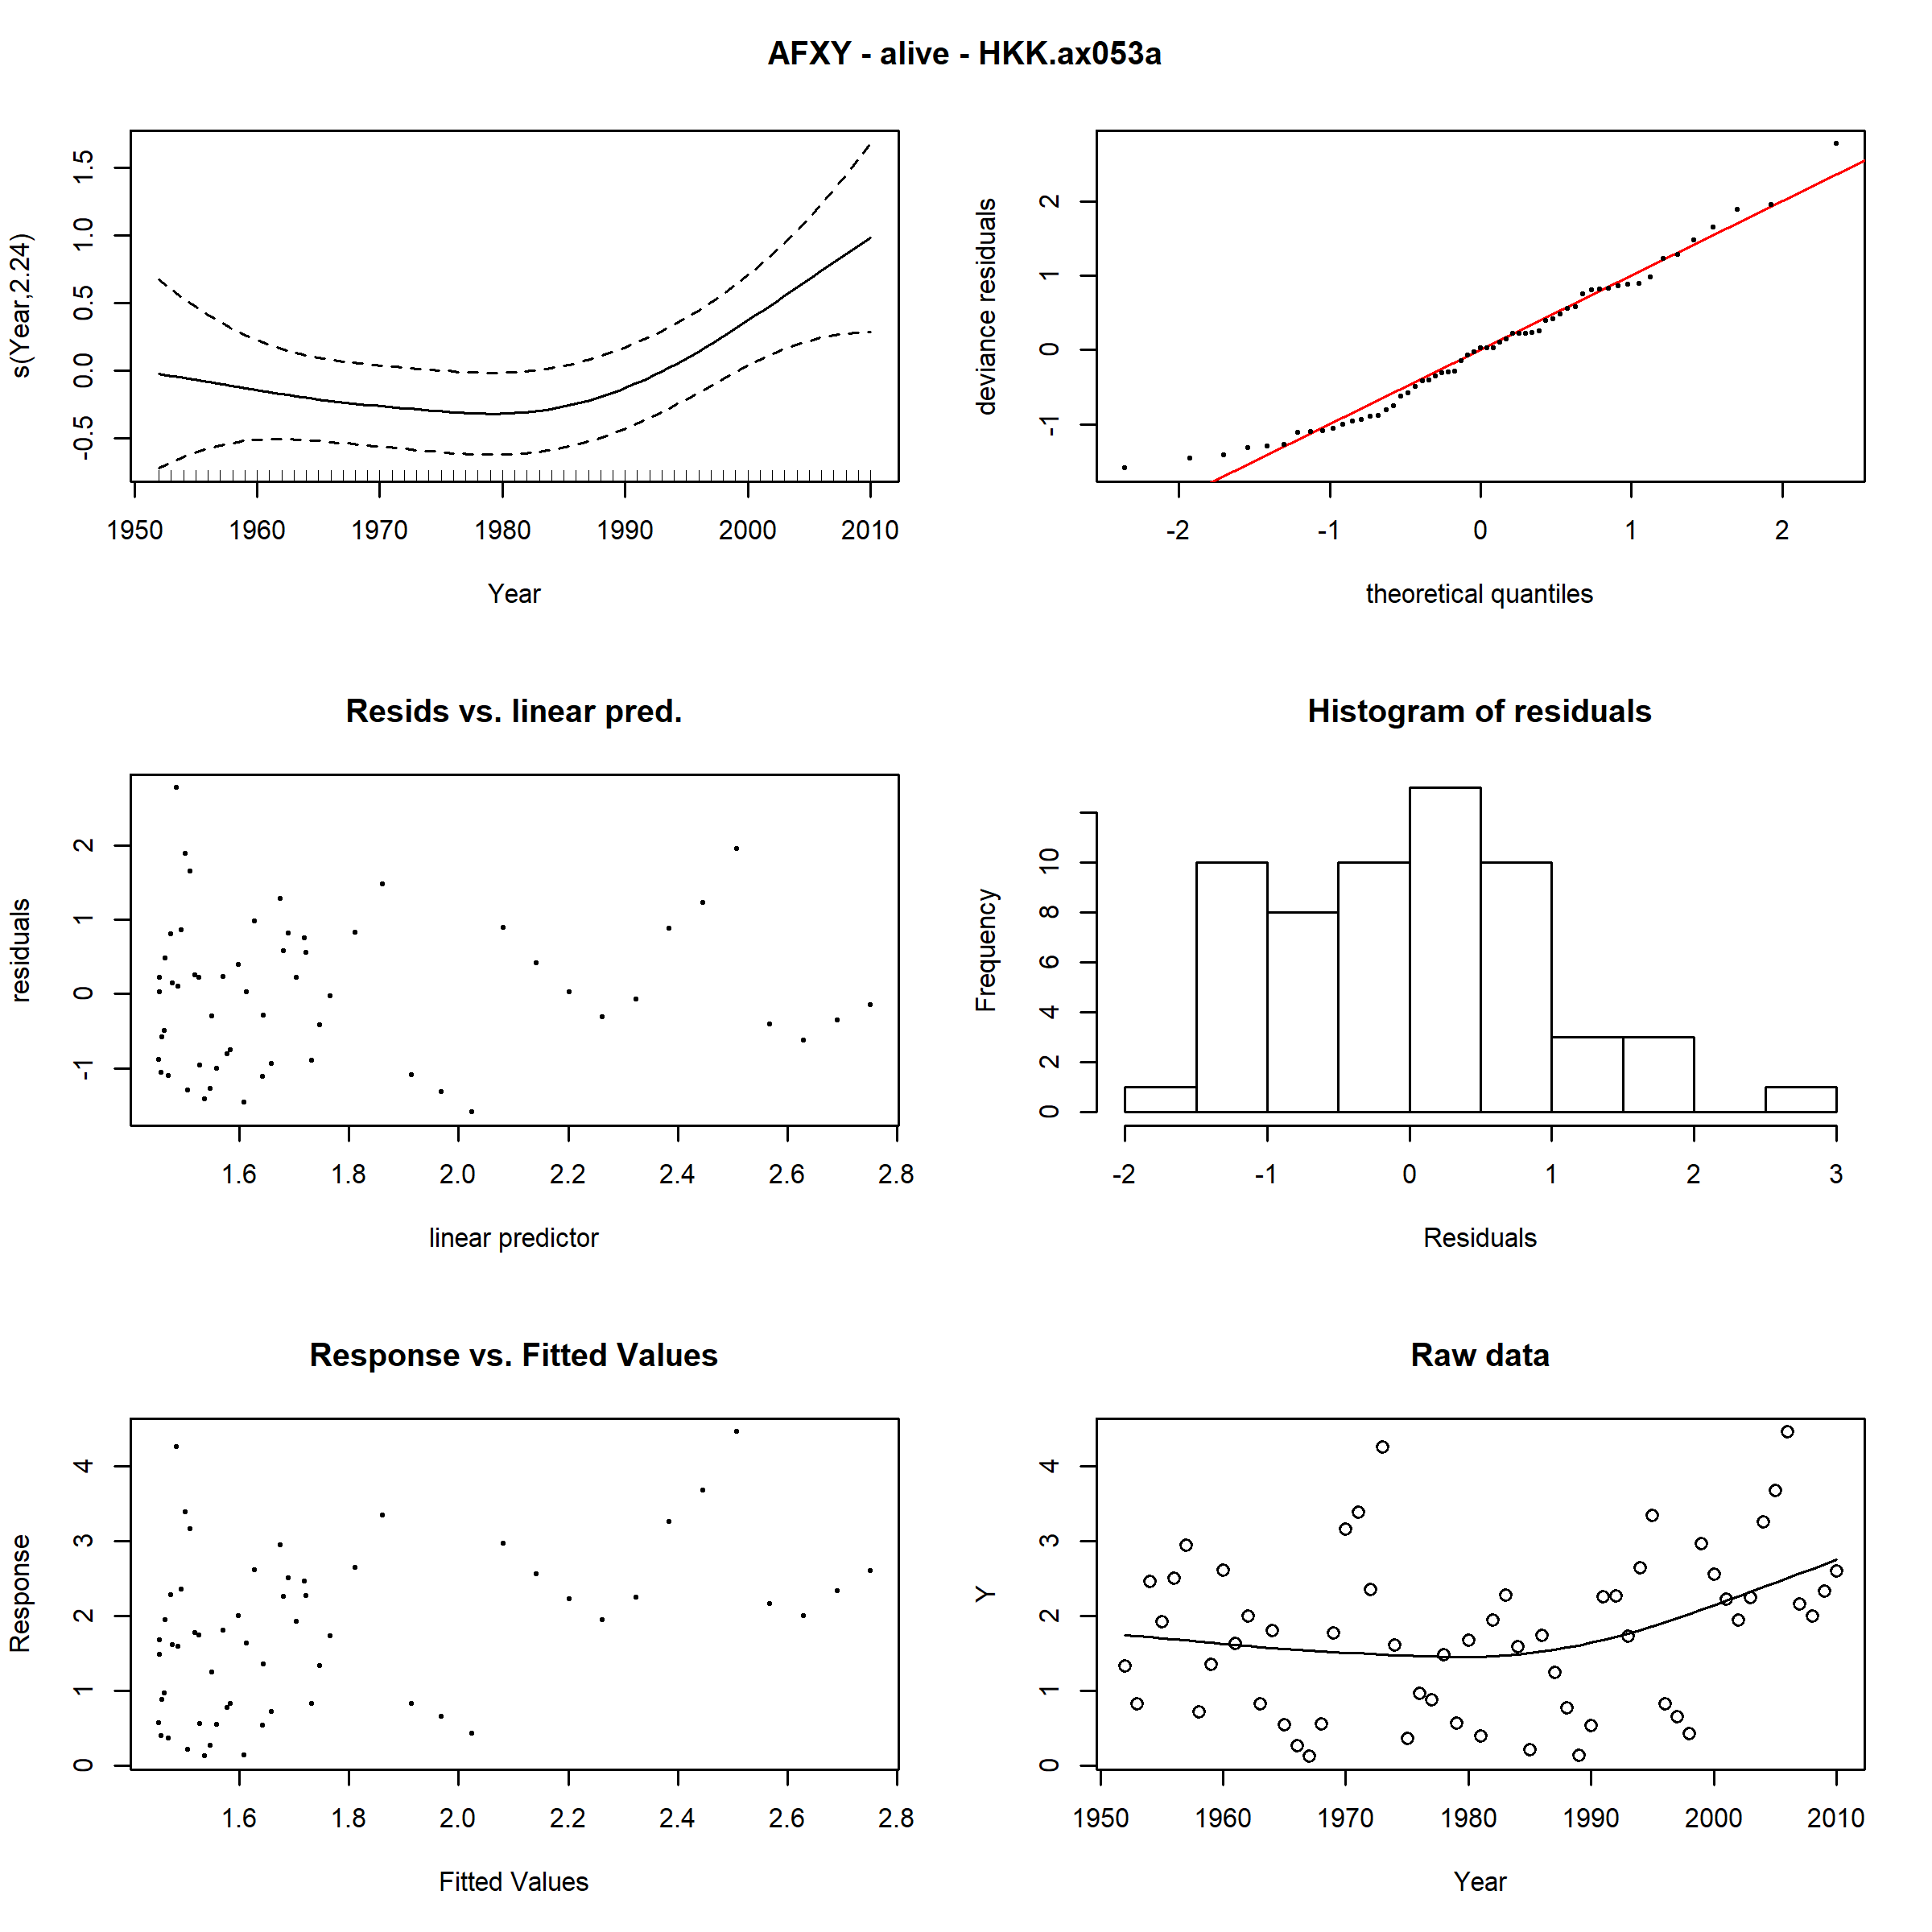 AFXY - alive - HKK.ax053a
s(Year,2.24)
-0.5 0.0 0.5 1.0 1.5
1950 1960 1970 1980 1990 2000 2010
Year
deviance residuals
-1 0 1 2
-2 -1 0 1 2
theoretical quantiles
Resids vs. linear pred.
residuals
-1 0 1 2
1.6 1.8 2.0 2.2 2.4 2.6 2.8
linear predictor
Histogram of residuals
Frequency
0 2 4 6 8 10
-2 -1 0 1 2 3
Residuals
Response vs. Fitted Values
Response
0 1 2 3 4
1.6 1.8 2.0 2.2 2.4 2.6 2.8
Fitted Values
Raw data
Y
0 1 2 3 4
1950 1960 1970 1980 1990 2000 2010
Year